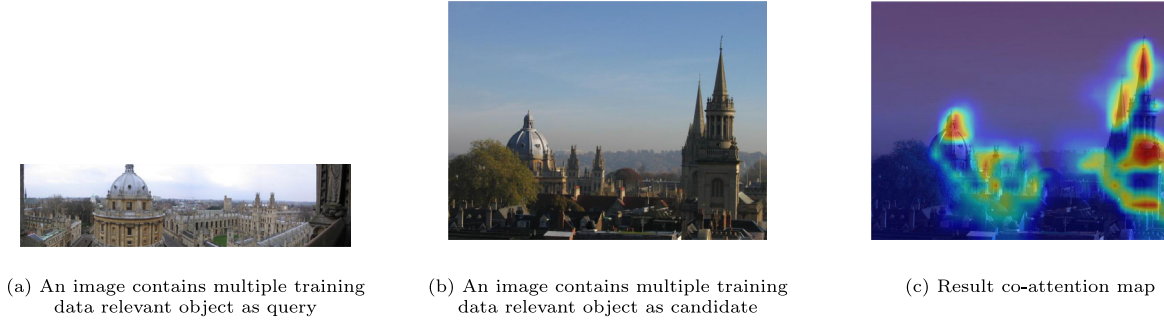 (a) An image contains multiple training
data relevant object as query
(b) An image contains multiple training
data relevant object as candidate
(c) Result co-attention map